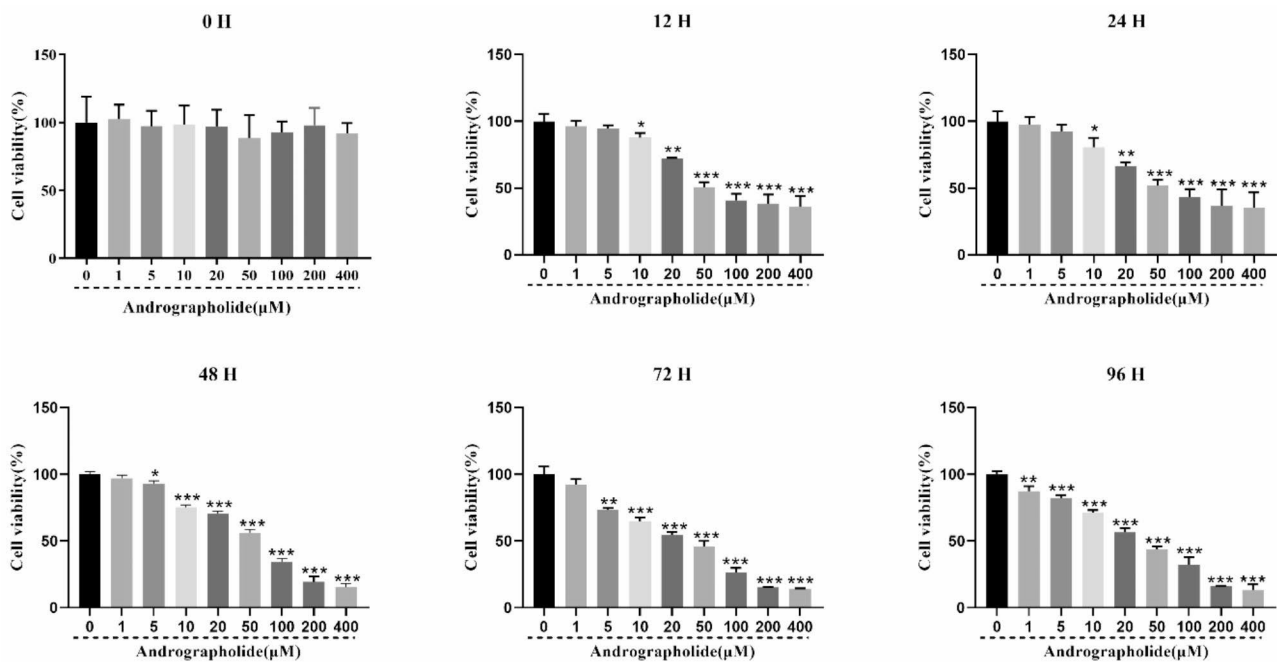 0 H
150
100
50
0
Cell viability(%)
0 1 5 10 20 50 100 200 400
Andrographolide(μM)
12 H
150
100
50
0
Cell viability(%)
* ** *** *** *** ***
0 1 5 10 20 50 100 200 400
Andrographolide(μM)
24 H
150
100
50
0
Cell viability(%)
* ** *** *** *** ***
0 1 5 10 20 50 100 200 400
Andrographolide(μM)
48 H
150
100
50
0
Cell viability(%)
* *** *** *** *** *** ***
0 1 5 10 20 50 100 200 400
Andrographolide(μM)
72 H
150
100
50
0
Cell viability(%)
** *** *** *** *** *** ***
0 1 5 10 20 50 100 200 400
Andrographolide(μM)
96 H
150
100
50
0
Cell viability(%)
** *** *** *** *** *** *** ***
0 1 5 10 20 50 100 200 400
Andrographolide(μM)